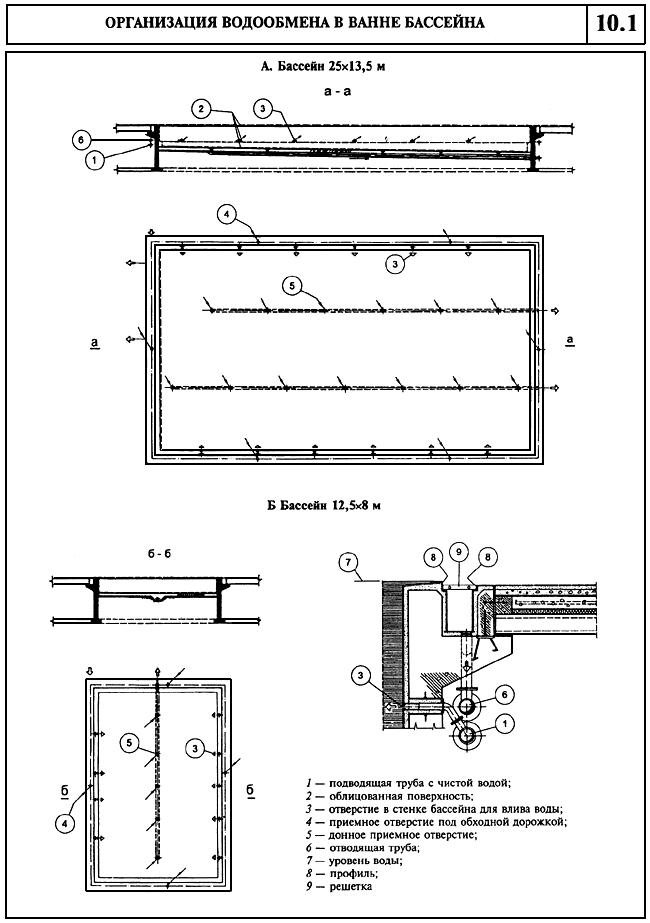 ОРГАНИЗАЦИЯ ВОДООБМЕНА В ВАННЕ БАССЕЙНА
10.1
А. Бассейн 25×13,5 м
а - а
2
3
6
1
4
3
5
а
а
Б Бассейн 12,5×8 м
б - б
7
8
9
8
3
6
1
5
3
б
б
4
1 — подводящая труба с чистой водой;
2 — облицованная поверхность;
3 — отверстие в стенке бассейна для влива воды;
4 — приемное отверстие под обходной дорожкой;
5 — донное приемное отверстие;
6 — отводящая труба;
7 — уровень воды;
8 — профиль;
9 — решетка